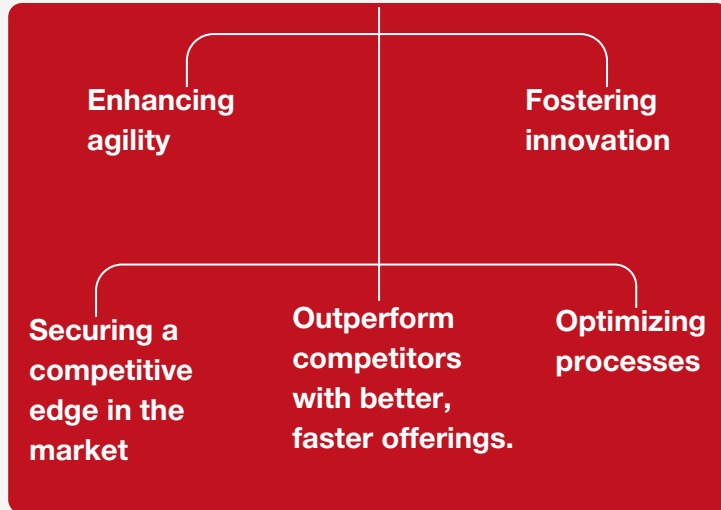 Enhancing
agility
Fostering
innovation
Securing a
competitive
edge in the
market
Outperform
competitors
with better,
faster offerings.
Optimizing
processes